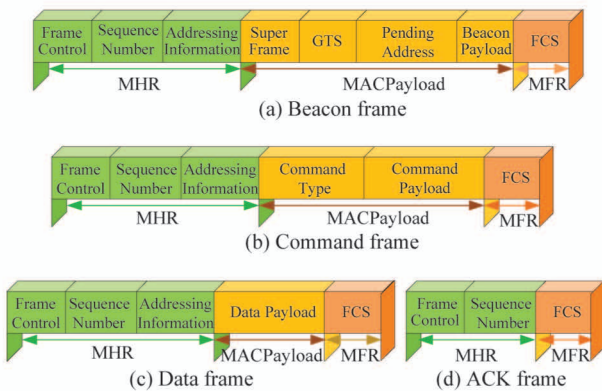 Frame Control
Sequence Number
Addressing Information
Super Frame
GTS
Pending Address
Beacon Payload
FCS
MHR
MACPayload
MFR
(a) Beacon frame
Frame Control
Sequence Number
Addressing Information
Command Type
Command Payload
FCS
MHR
MACPayload
MFR
(b) Command frame
Frame Control
Sequence Number
Addressing Information
Data Payload
FCS
MHR
MACPayload
MFR
(c) Data frame
Frame Control
Sequence Number
FCS
MHR
MFR
(d) ACK frame